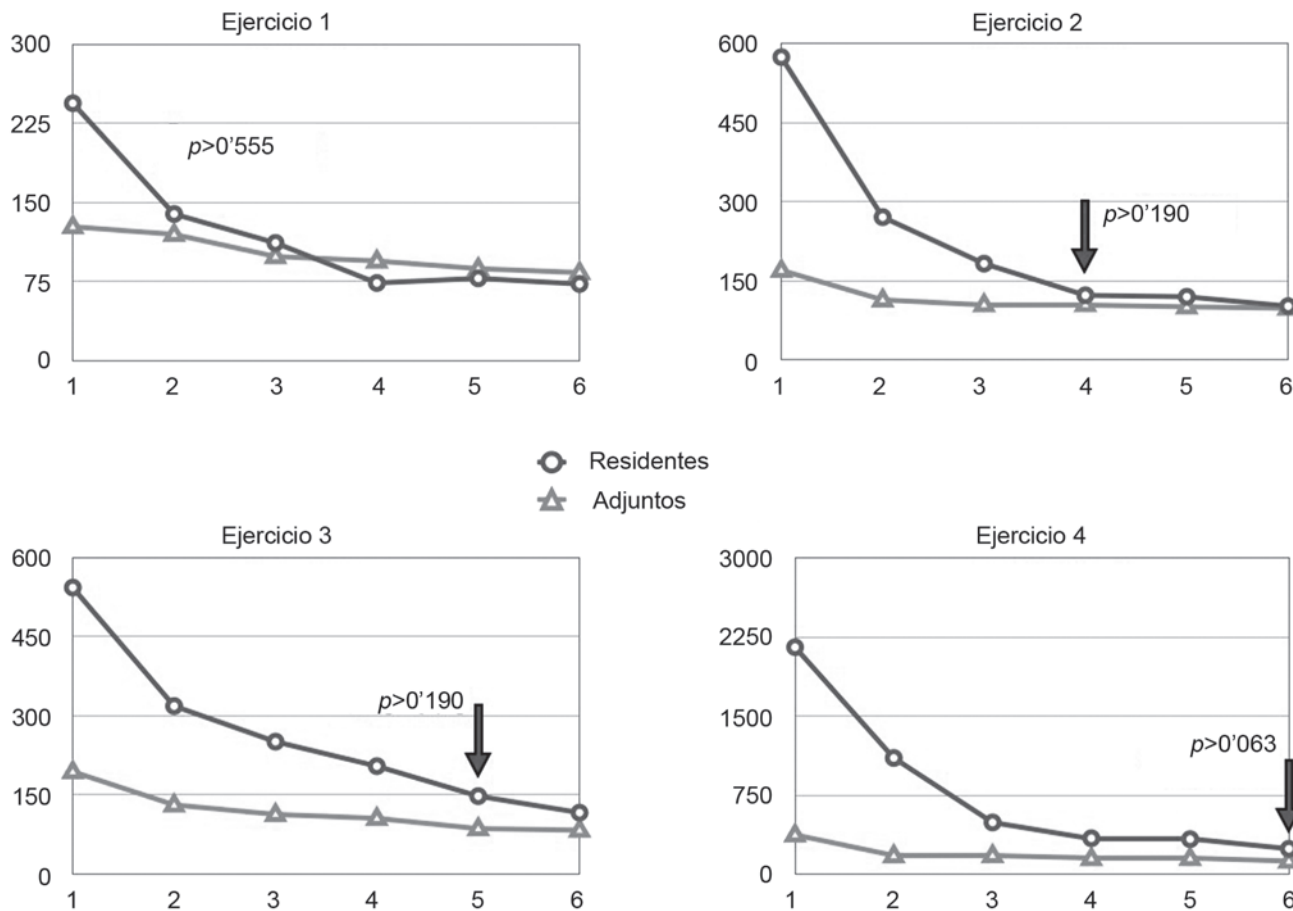 Ejercicio 1
300
225
150
75
0
p>0’555
1 2 3 4 5 6
Ejercicio 2
600
450
300
150
0
p>0’190
1 2 3 4 5 6
Residentes
Adjuntos
Ejercicio 3
600
450
300
150
0
p>0’190
1 2 3 4 5 6
Ejercicio 4
3000
2250
1500
750
0
p>0’063
1 2 3 4 5 6